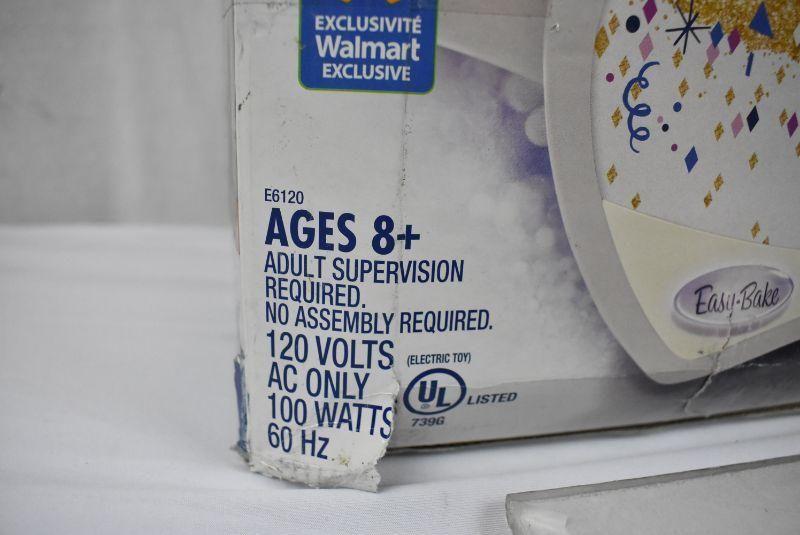 EXCLUSIVITÉ
Walmart
EXCLUSIVE
E6120
AGES 8+
ADULT SUPERVISION
REQUIRED.
NO ASSEMBLY REQUIRED.
120 VOLTS
AC ONLY
100 WATTS
60 Hz
(ELECTRIC TOY)
UL LISTED
739G
Easy-Bake